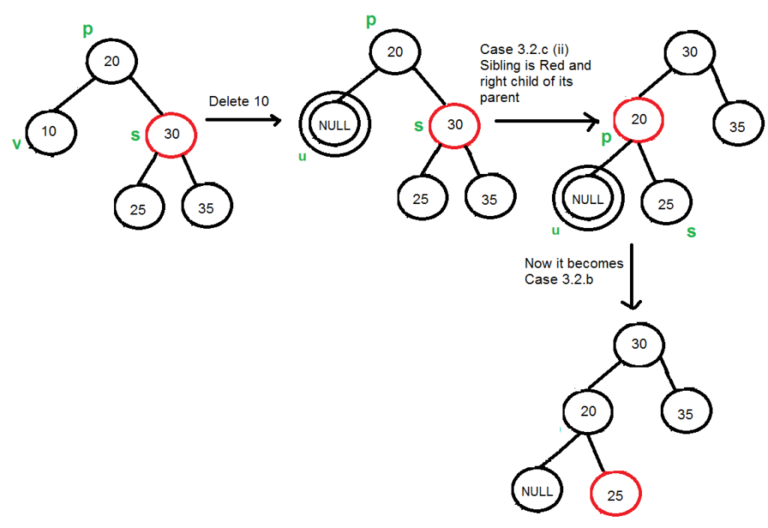 p
20
v
10
s
30
25
35
Delete 10
p
20
NULL
u
s
30
25
35
Case 3.2.c (ii)
Sibling is Red and
right child of its
parent
30
p
20
35
NULL
u
25
s
Now it becomes
Case 3.2.b
30
20
35
NULL
25